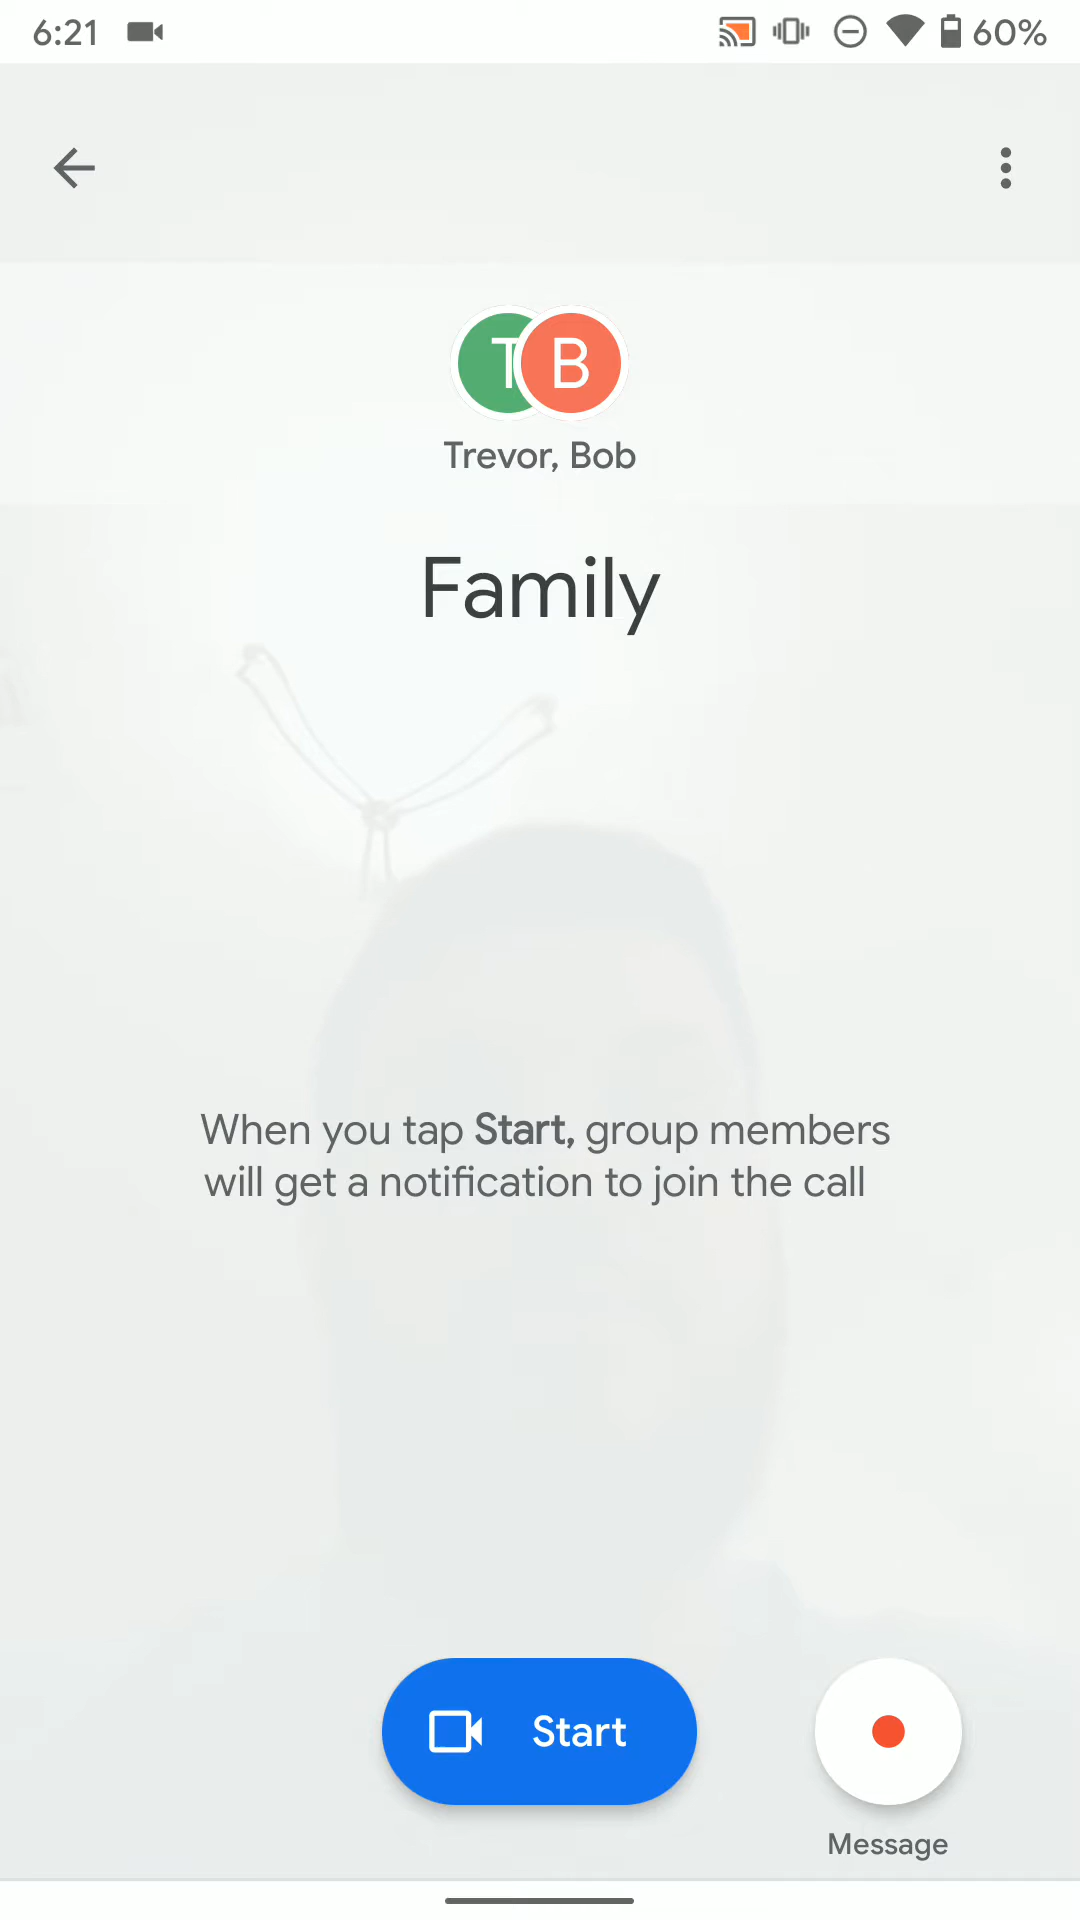 6:21 60%
T B
Trevor, Bob
Family
When you tap Start, group members
will get a notification to join the call
Start
Message